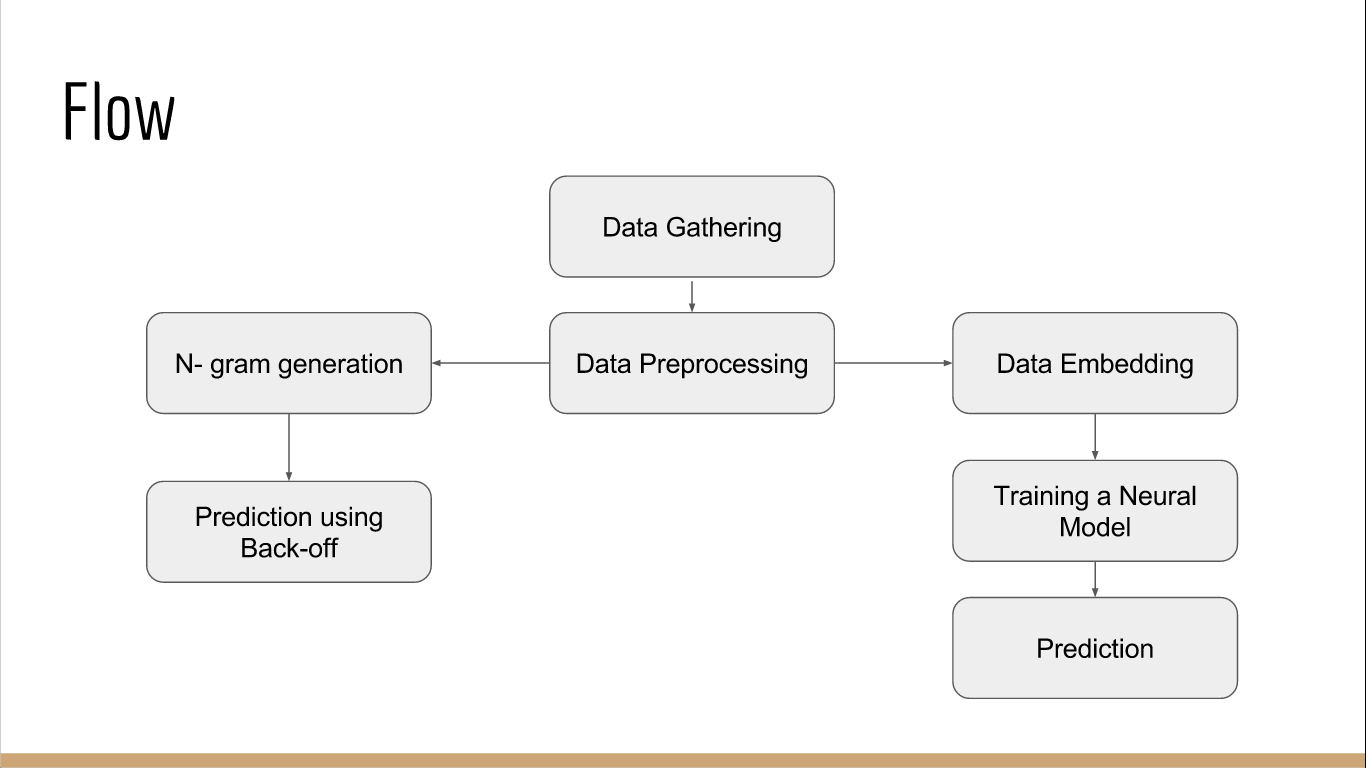 Flow
Data Gathering
N- gram generation
Data Preprocessing
Data Embedding
Prediction using
Back-off
Training a Neural
Model
Prediction